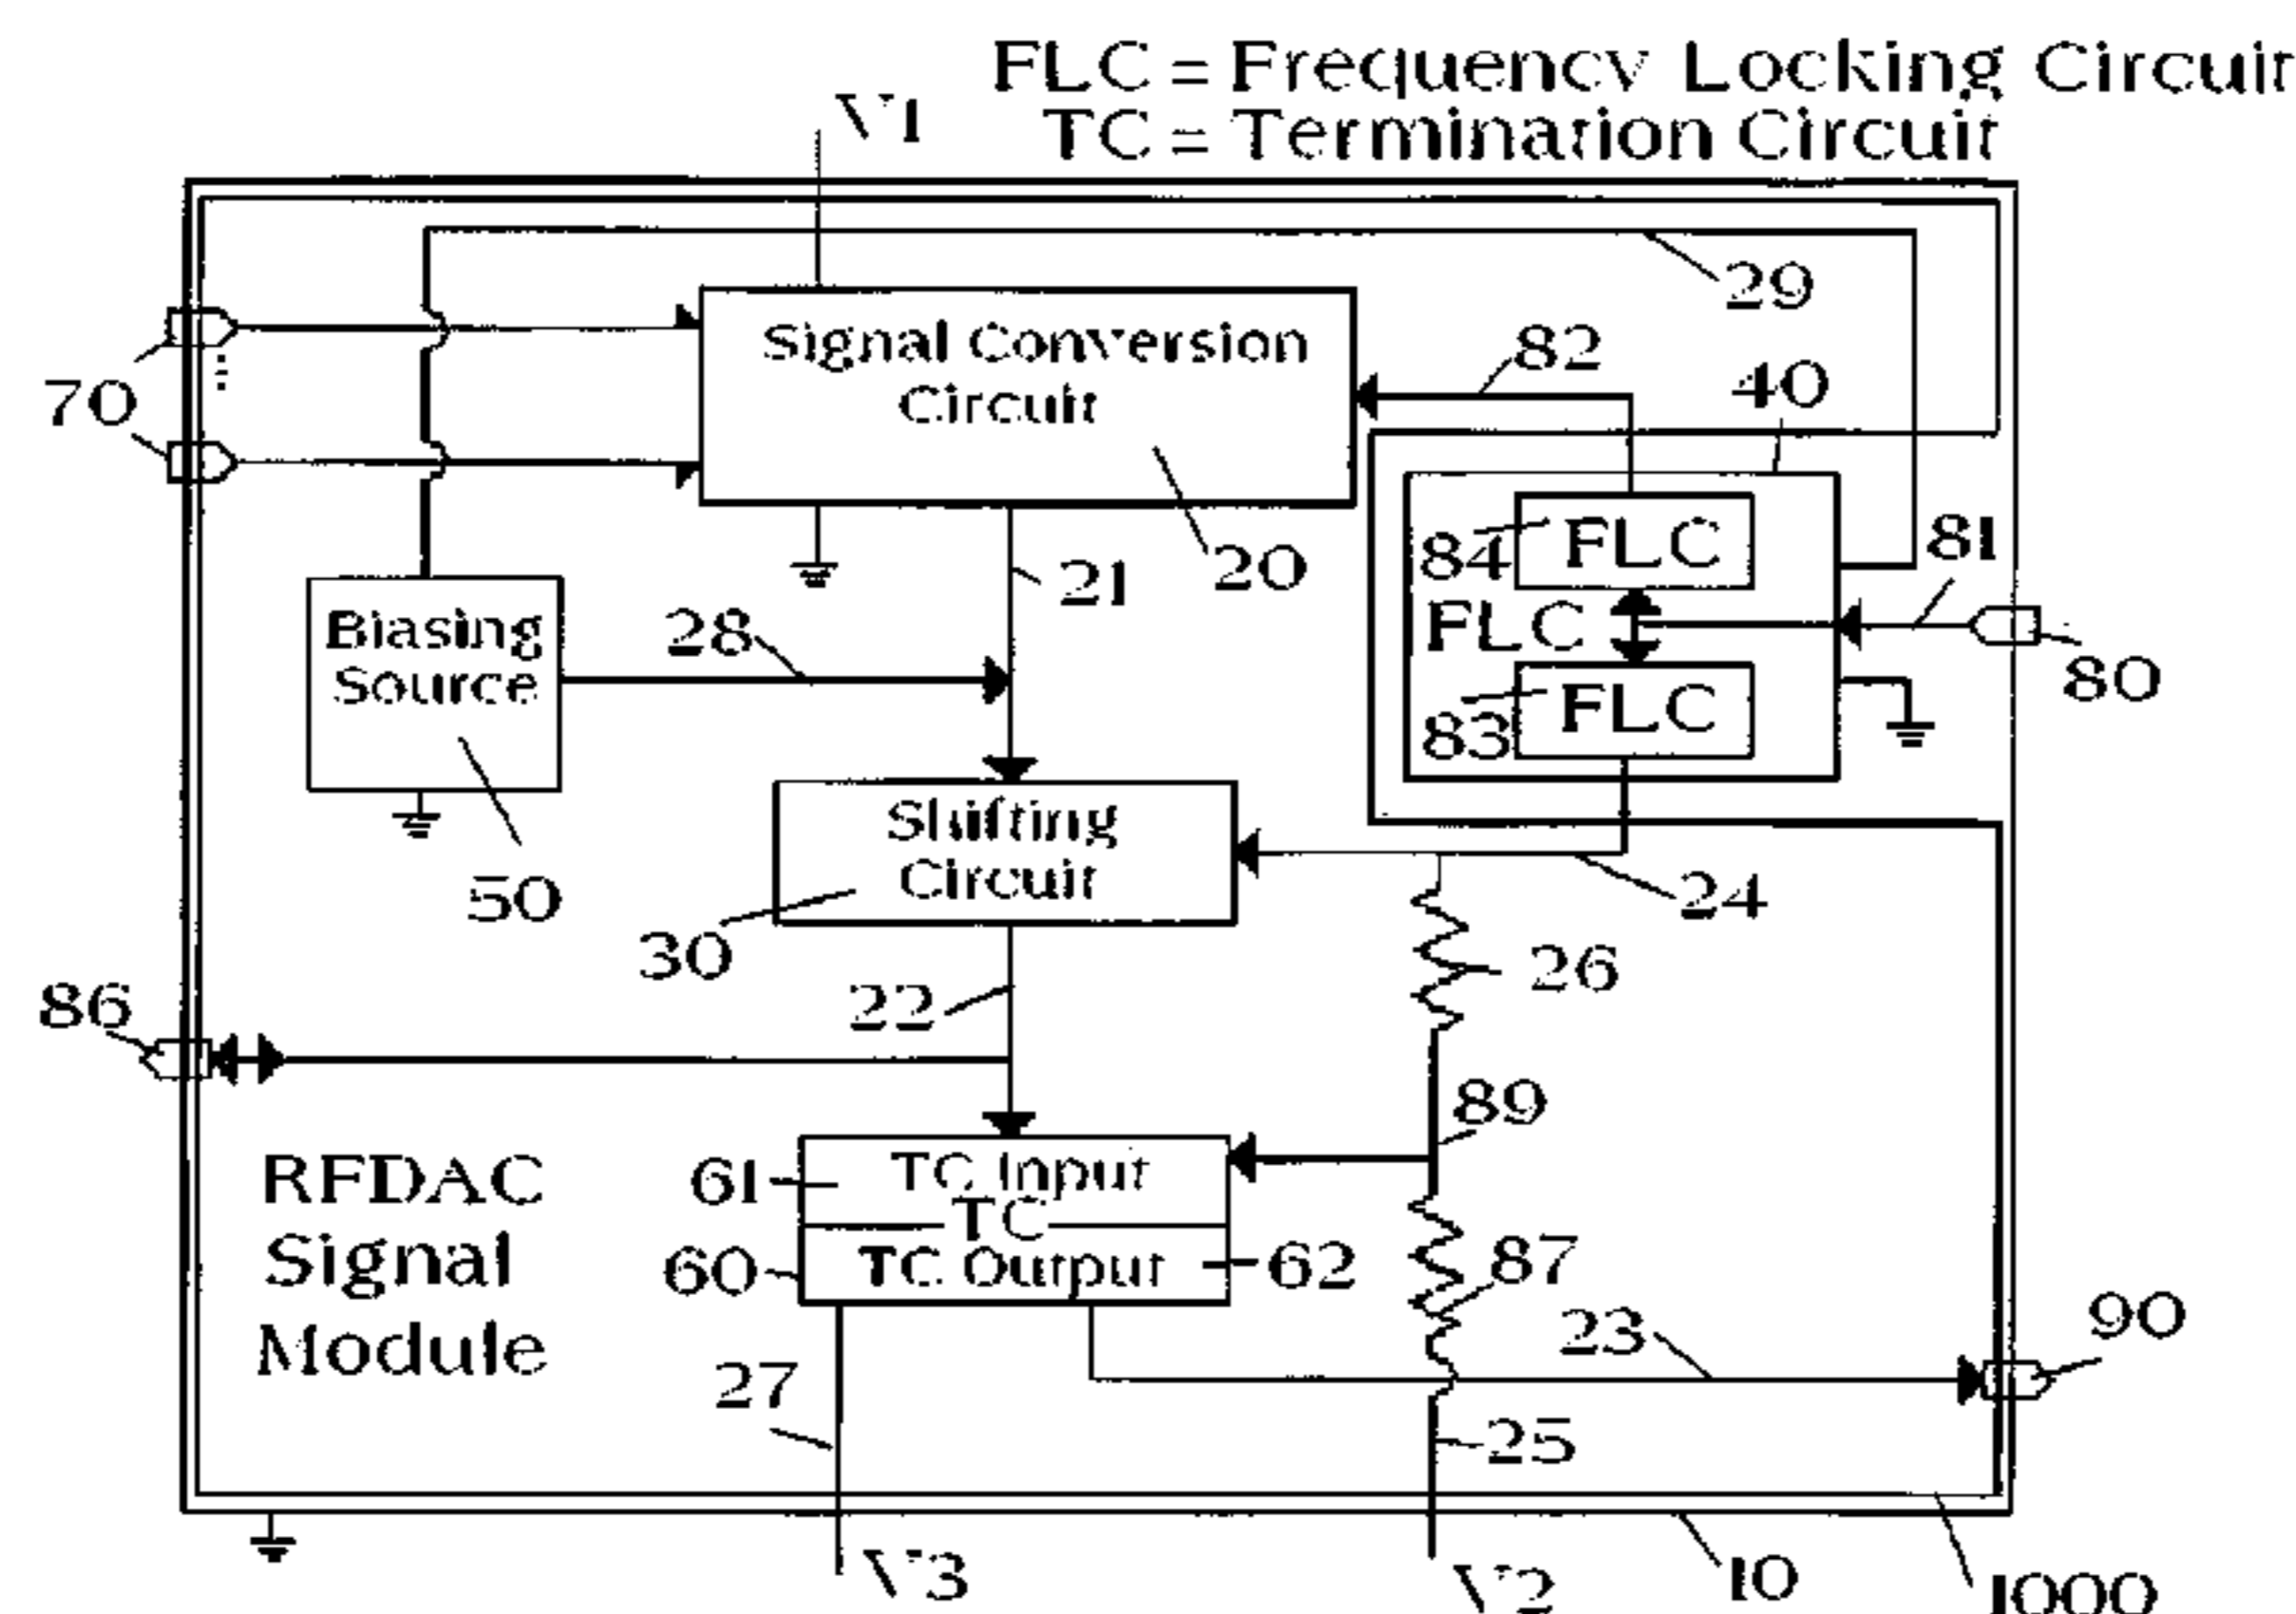 FLC = Frequency Locking Circuit
TC = Termination Circuit
V1
29
82
Signal Conversion
Circuit
40
70
84
FLC
81
20
21
FLC
28
Biasing
Source
80
83
FLC
Shifting
Circuit
24
50
30
26
22
86
89
61
TC Input
TC
RFDAC
Signal
Module
60
TC Output
62
87
23
90
27
25
V3
V2
10
1000